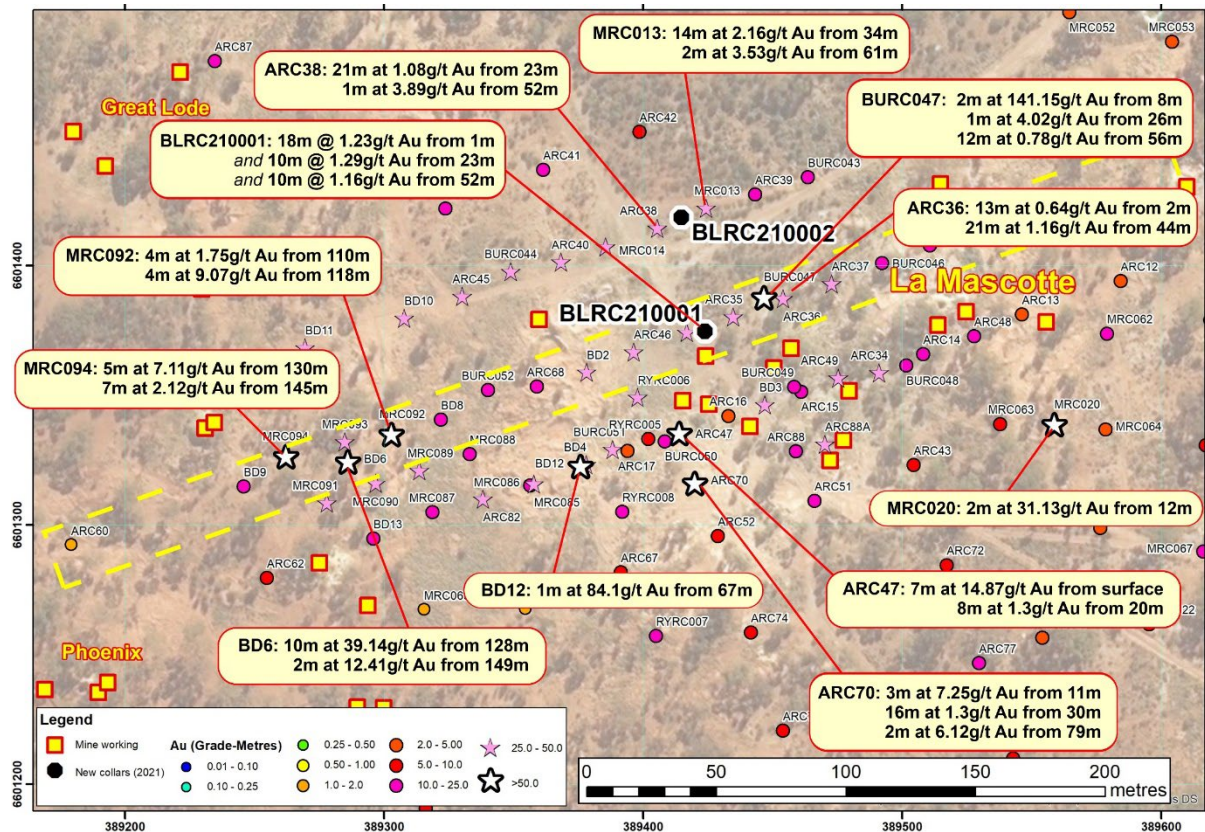 MRC052
MRC053
ARC87
MRC013: 14m at 2.16g/t Au from 34m
2m at 3.53g/t Au from 61m
ARC38: 21m at 1.08g/t Au from 23m
1m at 3.89g/t Au from 52m
BURC047: 2m at 141.15g/t Au from 8m
1m at 4.02g/t Au from 26m
12m at 0.78g/t Au from 56m
Great Lode
BLRC210001: 18m @ 1.23g/t Au from 1m
and 10m @ 1.29g/t Au from 23m
and 10m @ 1.16g/t Au from 52m
ARC42
ARC41
BURC043
ARC39
MRC013
ARC38
BLRC210002
ARC36: 13m at 0.64g/t Au from 2m
21m at 1.16g/t Au from 44m
MRC092: 4m at 1.75g/t Au from 110m
4m at 9.07g/t Au from 118m
BURC044
ARC40
MRC014
BURC046
ARC12
6601400
ARC45
BURC047
ARC37
La Mascotte
BD10
BLRC210001
ARC35
ARC36
ARC13
BD11
ARC46
ARC48
MRC062
ARC14
MRC094: 5m at 7.11g/t Au from 130m
7m at 2.12g/t Au from 145m
BD2
ARC49
ARC34
BURC052
ARC68
RYRC006
BURC049
BD3
BURC048
ARC16
ARC15
MRC092
BD8
MRC093
RYRC005
MRC063
MRC020
MRC064
MRC094
BD6
MRC088
BURC051
ARC47
ARC88
ARC88A
BD4
BURC050
BD9
MRC089
BD12
ARC17
ARC43
MRC091
MRC090
MRC086
MRC085
ARC70
MRC087
ARC82
RYRC008
ARC51
MRC020: 2m at 31.13g/t Au from 12m
6601300
ARC60
BD13
ARC52
ARC62
ARC67
ARC72
MRC067
BD12: 1m at 84.1g/t Au from 67m
ARC47: 7m at 14.87g/t Au from surface
8m at 1.3g/t Au from 20m
RYRC007
ARC74
BD6: 10m at 39.14g/t Au from 128m
2m at 12.41g/t Au from 149m
ARC77
Phoenix
ARC70: 3m at 7.25g/t Au from 11m
16m at 1.3g/t Au from 30m
2m at 6.12g/t Au from 79m
Legend
Mine working
New collars (2021)
Au (Grade-Metres)
0.01 - 0.10
0.10 - 0.25
0.25 - 0.50
0.50 - 1.00
1.0 - 2.0
2.0 - 5.00
5.0 - 10.0
10.0 - 25.0
25.0 - 50.0
>50.0
0 50 100 150 200
metres
6601200
389200 389300 389400 389500 389600